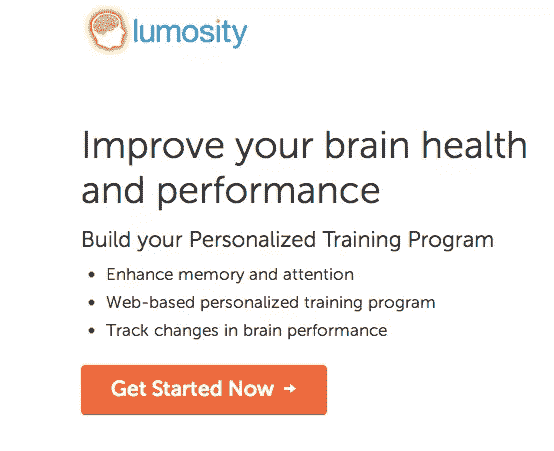 lumosity
Improve your brain health
and performance
Build your Personalized Training Program
• Enhance memory and attention
• Web-based personalized training program
• Track changes in brain performance
Get Started Now →